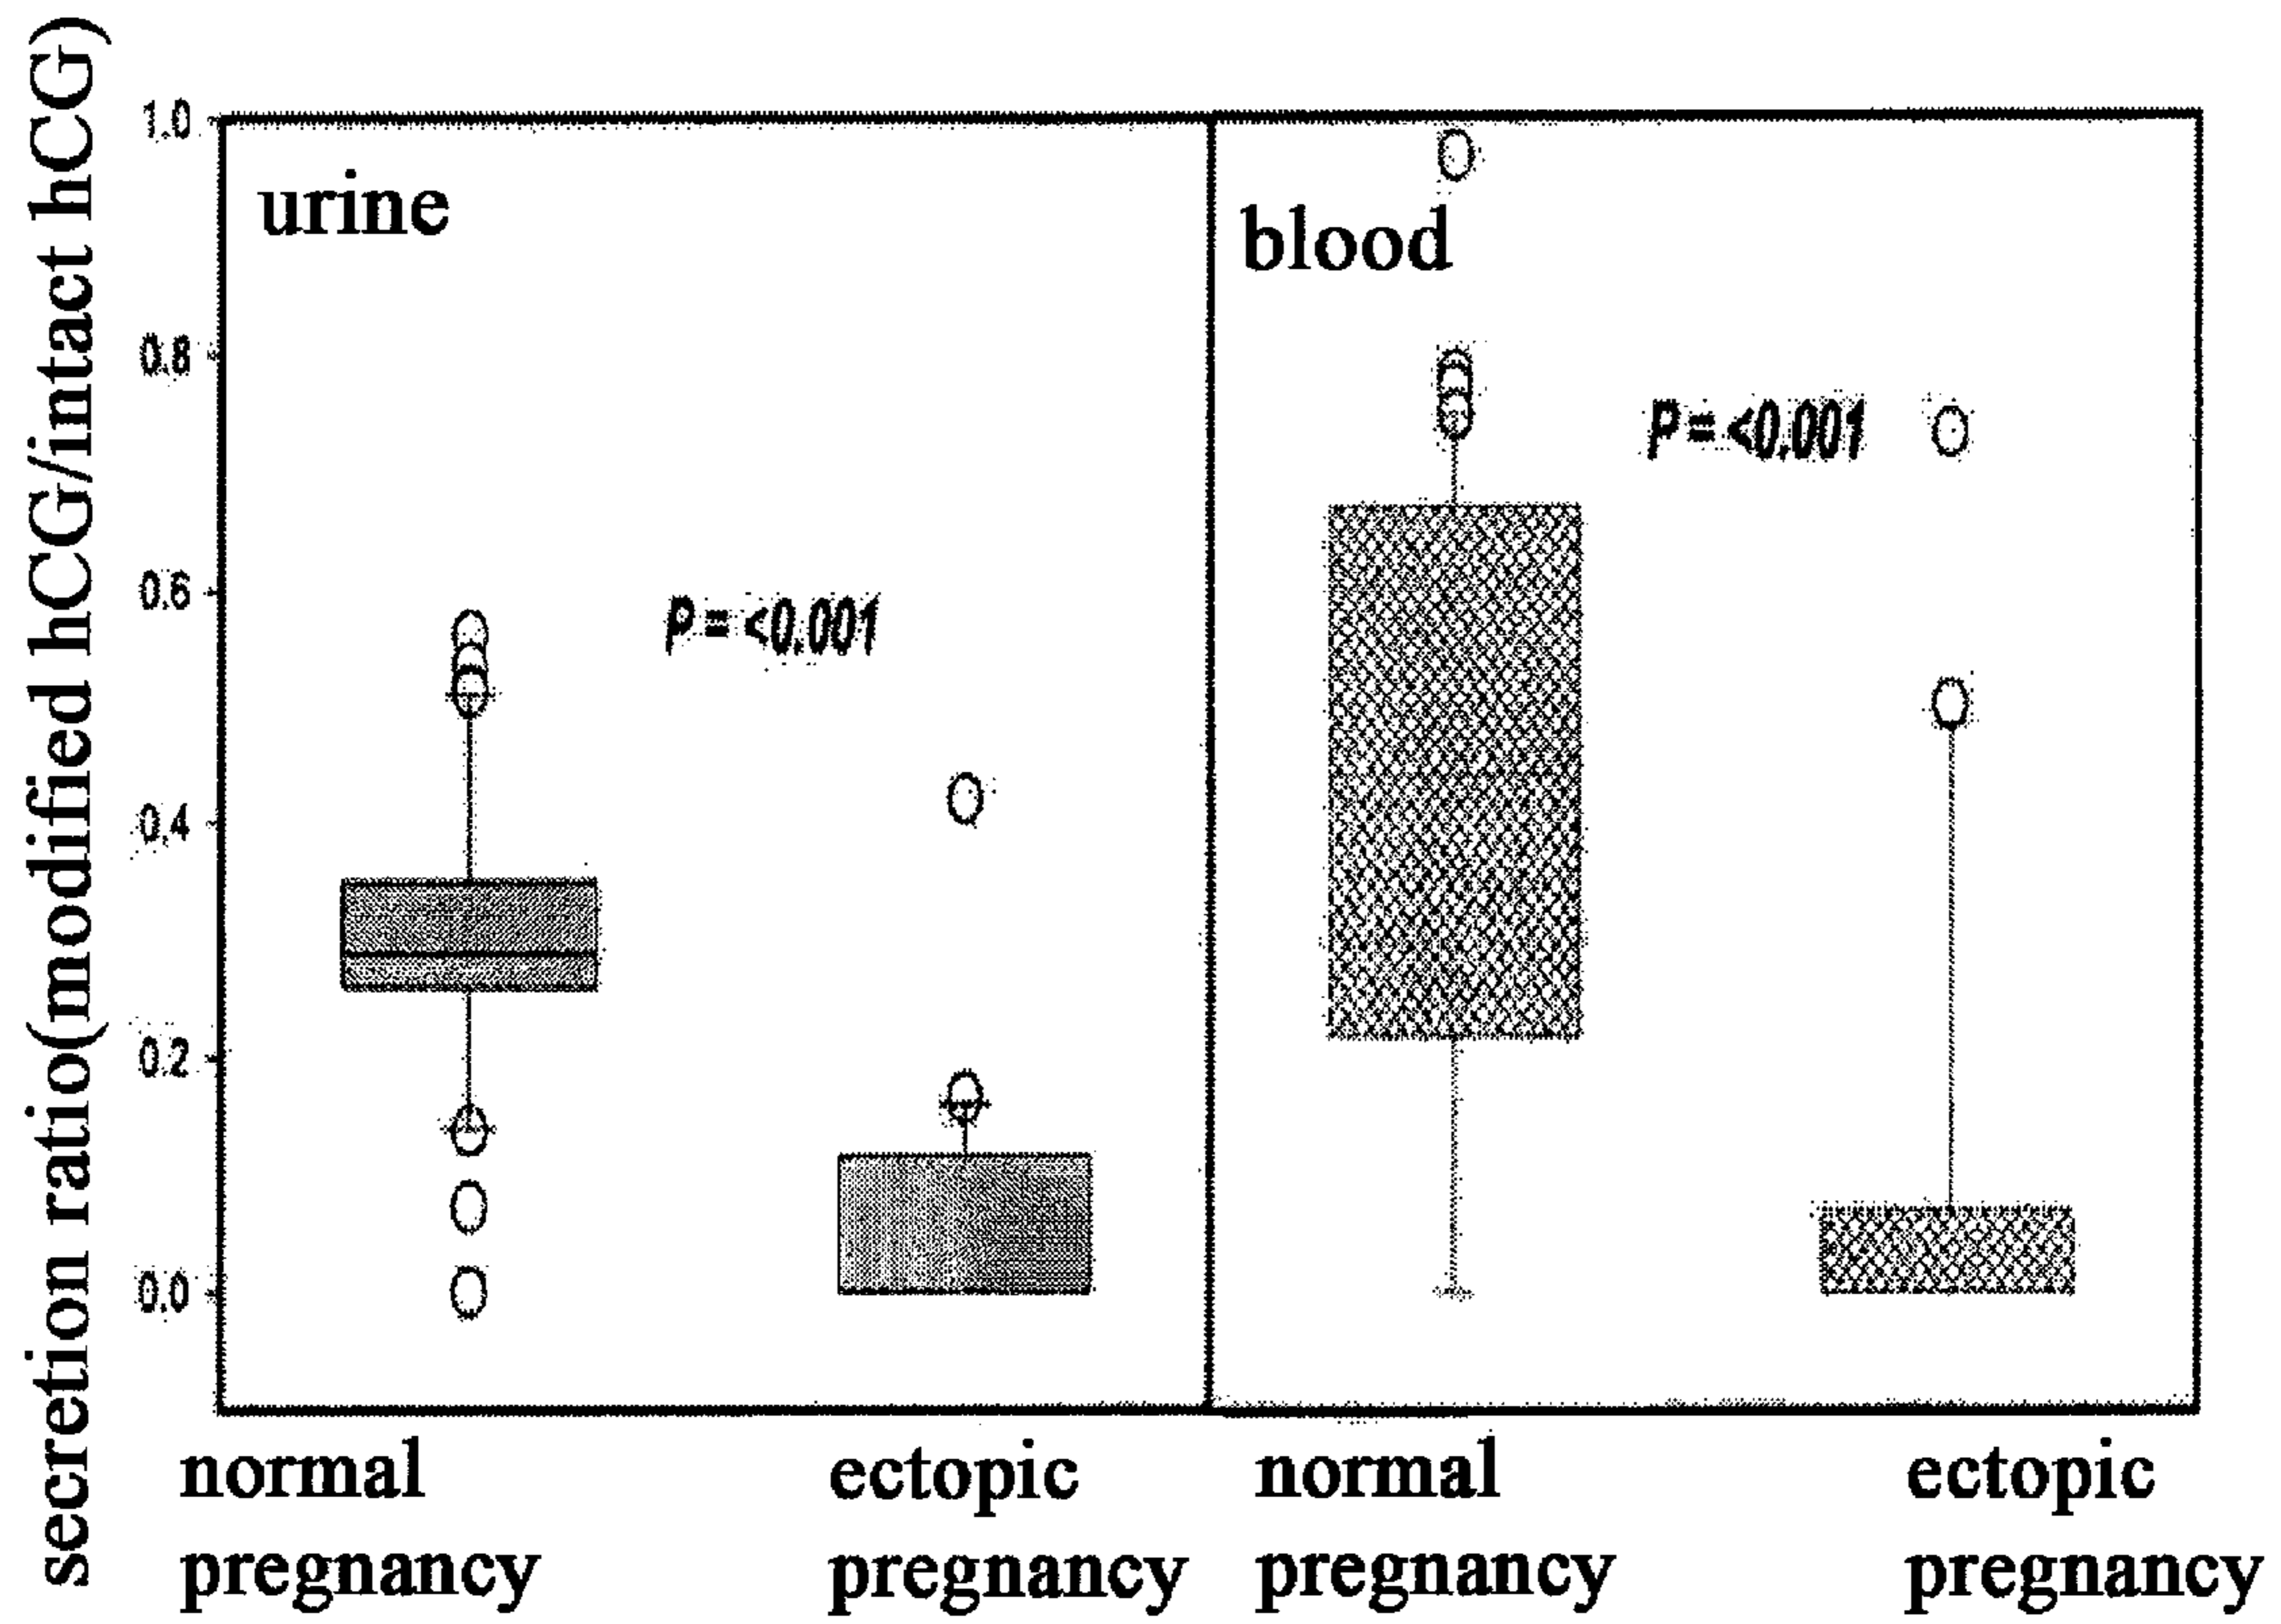 secretion ratio(modified hCG/intact hCG)
1.0
0.8
0.6
0.4
0.2
0.0
urine
P = <0.001
blood
P = <0.001
normal
pregnancy
ectopic
pregnancy
normal
pregnancy
ectopic
pregnancy